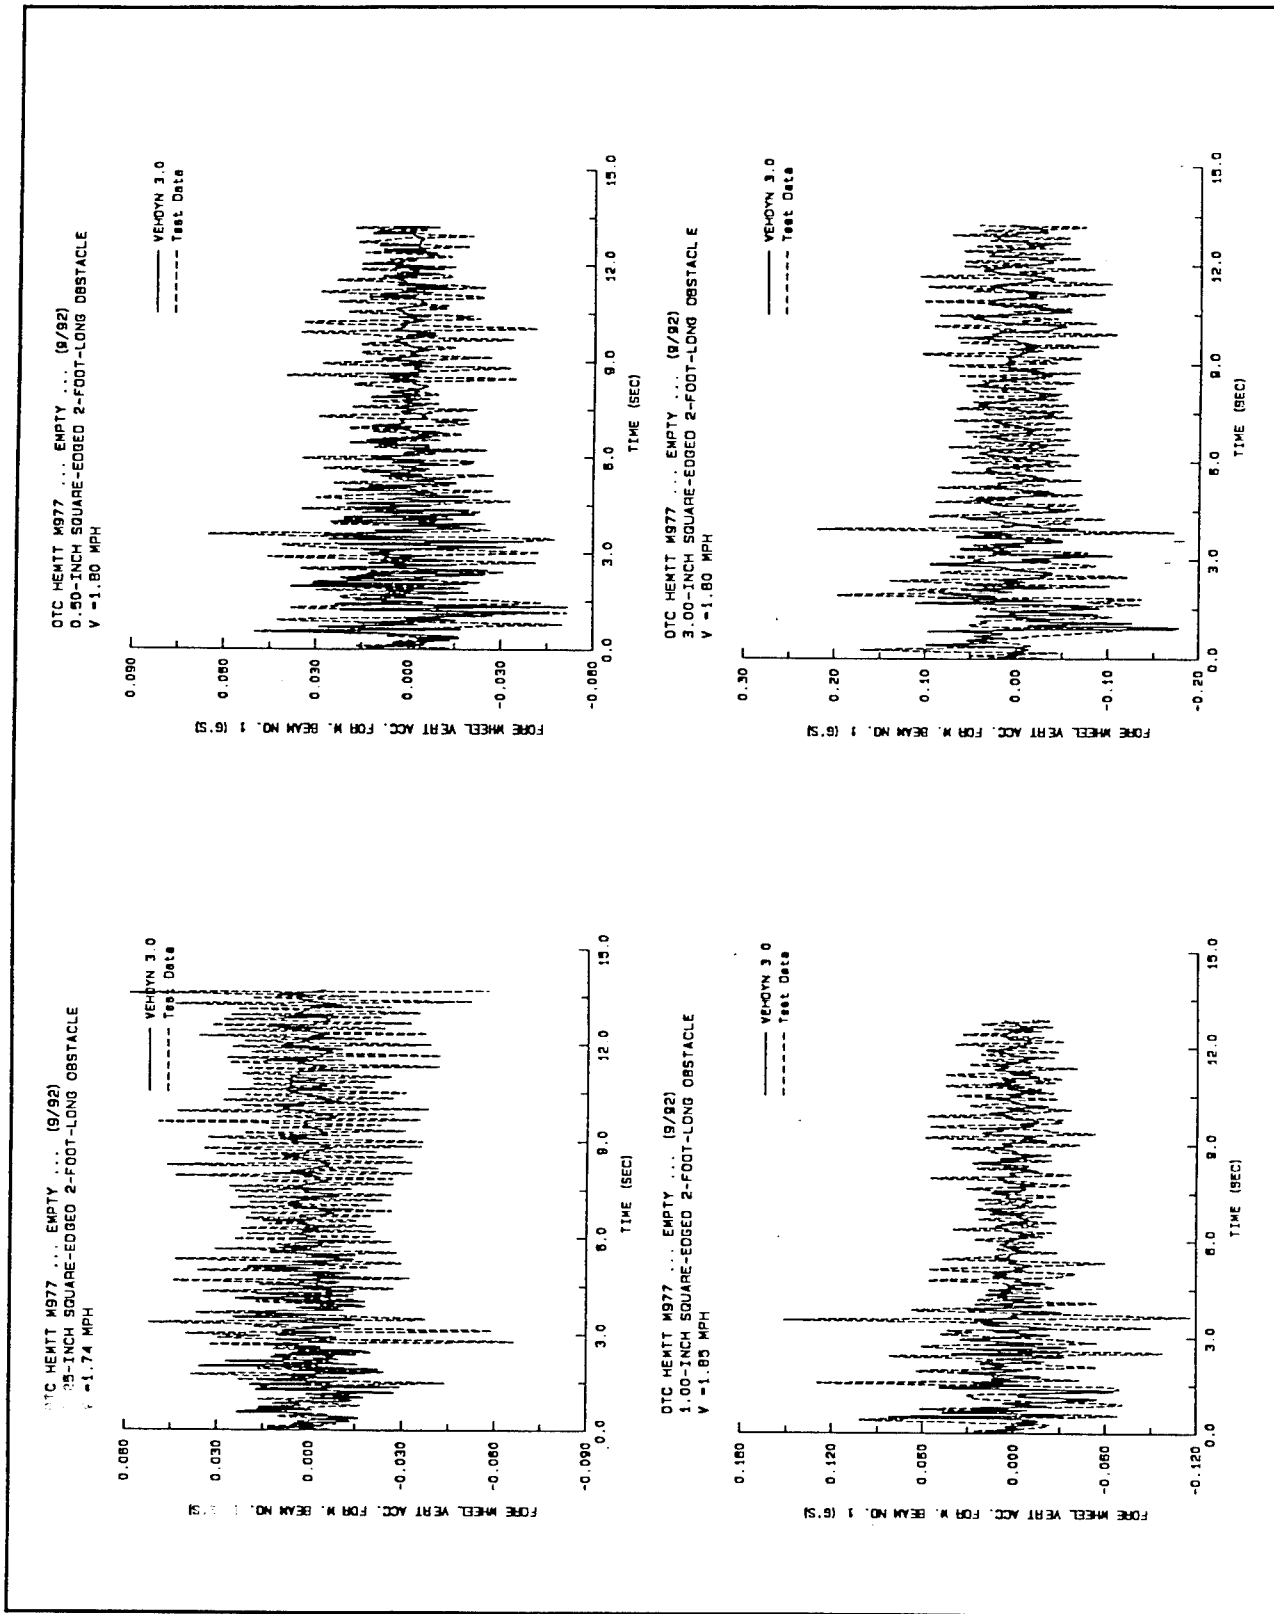 TC HEMTT M977 ... EMPTY ... (9/92)
25-INCH SQUARE-EDGED 2-FOOT-LONG OBSTACLE
=1.74 MPH
VEHDYN 3.0
Test Data
0.060
0.030
0.000
-0.030
-0.060
-0.090
FORE WHEEL VERT ACC. FOR W. BEAM NO. 1 (G'S)
0.0 3.0 6.0 9.0 12.0 15.0
TIME (SEC)
OTC HEMTT M977 ... EMPTY ... (9/92)
0.50-INCH SQUARE-EDGED 2-FOOT-LONG OBSTACLE
V =1.80 MPH
VEHDYN 3.0
Test Data
0.090
0.060
0.030
0.000
-0.030
-0.060
FORE WHEEL VERT ACC. FOR W. BEAM NO. 1 (G'S)
0.0 3.0 6.0 9.0 12.0 15.0
TIME (SEC)
OTC HEMTT M977 ... EMPTY ... (9/92)
1.00-INCH SQUARE-EDGED 2-FOOT-LONG OBSTACLE
V =1.85 MPH
VEHDYN 3.0
Test Data
0.180
0.060
0.000
-0.060
-0.120
FORE WHEEL VERT ACC. FOR W. BEAM NO. 1 (G'S)
0.0 3.0 6.0 9.0 12.0 15.0
TIME (SEC)
OTC HEMTT M977 ... EMPTY ... (9/92)
3.00-INCH SQUARE-EDGED 2-FOOT-LONG OBSTACLE
V =1.80 MPH
VEHDYN 3.0
Test Data
0.30
0.20
0.10
0.00
-0.10
-0.20
FORE WHEEL VERT ACC. FOR W. BEAM NO. 1 (G'S)
0.0 3.0 6.0 9.0 12.0 15.0
TIME (SEC)